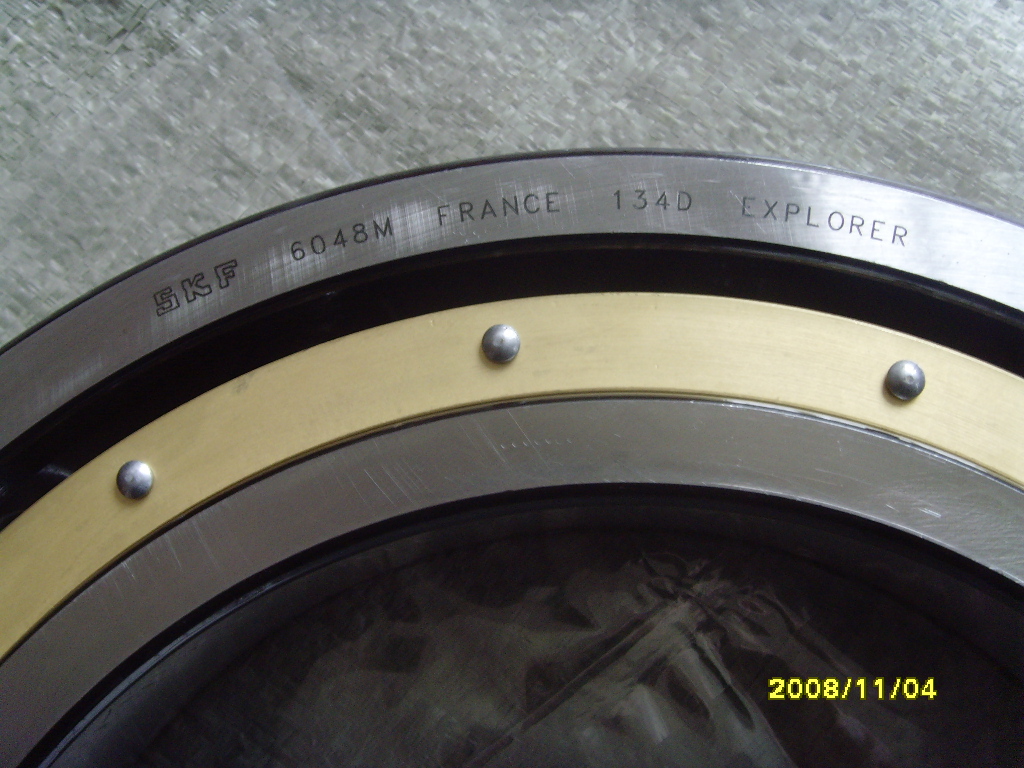 SKF 6048M FRANCE 134D EXPLORER
2008/11/04